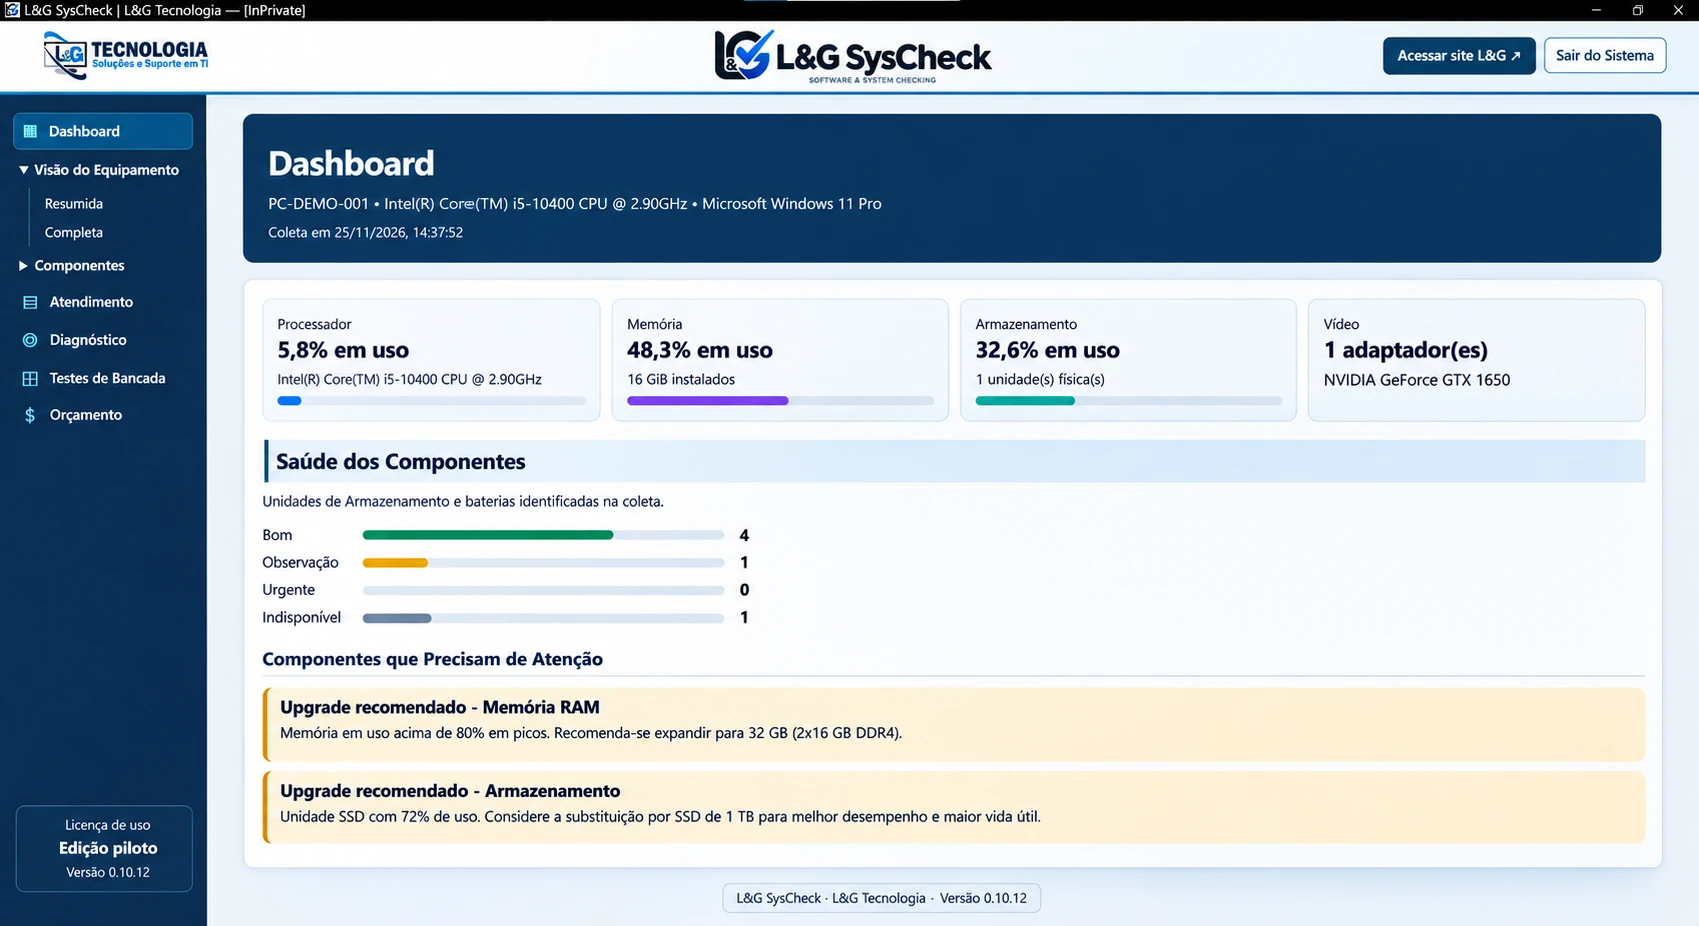 L&G SysCheck | L&G Tecnologia — [InPrivate]
L&G TECNOLOGIA
Soluções e Suporte em TI
L&G SysCheck
SOFTWARE & SYSTEM CHECKING
Acessar site L&G ↗
Sair do Sistema
Dashboard
▼ Visão do Equipamento
Resumida
Completa
▶ Componentes
Atendimento
Diagnóstico
Testes de Bancada
$ Orçamento
Licença de uso
Edição piloto
Versão 0.10.12
Dashboard
PC-DEMO-001 • Intel(R) Core(TM) i5-10400 CPU @ 2.90GHz • Microsoft Windows 11 Pro
Coleta em 25/11/2026, 14:37:52
Processador
5,8% em uso
Intel(R) Core(TM) i5-10400 CPU @ 2.90GHz
Memória
48,3% em uso
16 GiB instalados
Armazenamento
32,6% em uso
1 unidade(s) física(s)
Vídeo
1 adaptador(es)
NVIDIA GeForce GTX 1650
Saúde dos Componentes
Unidades de Armazenamento e baterias identificadas na coleta.
Bom 4
Observação 1
Urgente 0
Indisponível 1
Componentes que Precisam de Atenção
Upgrade recomendado - Memória RAM
Memória em uso acima de 80% em picos. Recomenda-se expandir para 32 GB (2x16 GB DDR4).
Upgrade recomendado - Armazenamento
Unidade SSD com 72% de uso. Considere a substituição por SSD de 1 TB para melhor desempenho e maior vida útil.
L&G SysCheck · L&G Tecnologia · Versão 0.10.12